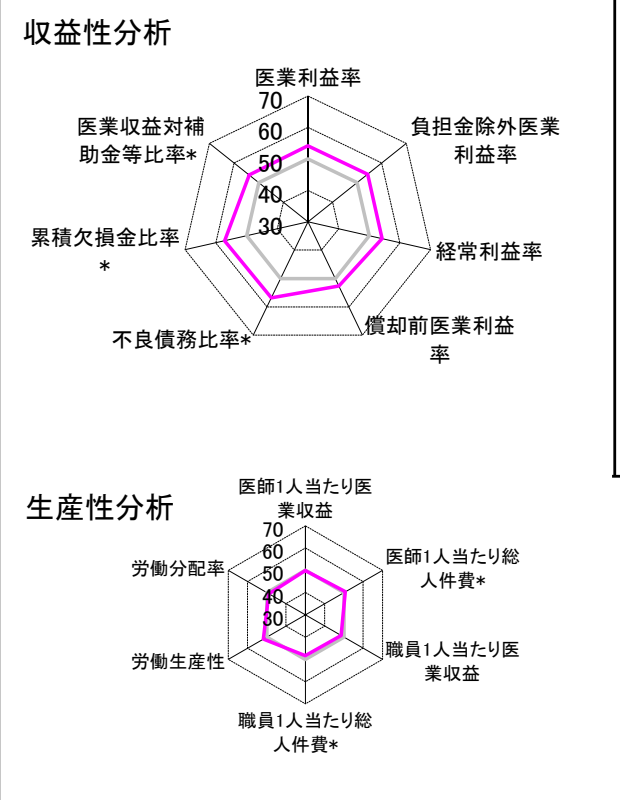 収益性分析
医業利益率
70
60
50
40
30
負担金除外医業
利益率
経常利益率
償却前医業利益
率
不良債務比率*
累積欠損金比率
*
医業収益対補
助金等比率*
生産性分析
医師1人当たり医
業収益
70
60
50
40
30
医師1人当たり総
人件費*
職員1人当たり医
業収益
職員1人当たり総
人件費*
労働生産性
労働分配率